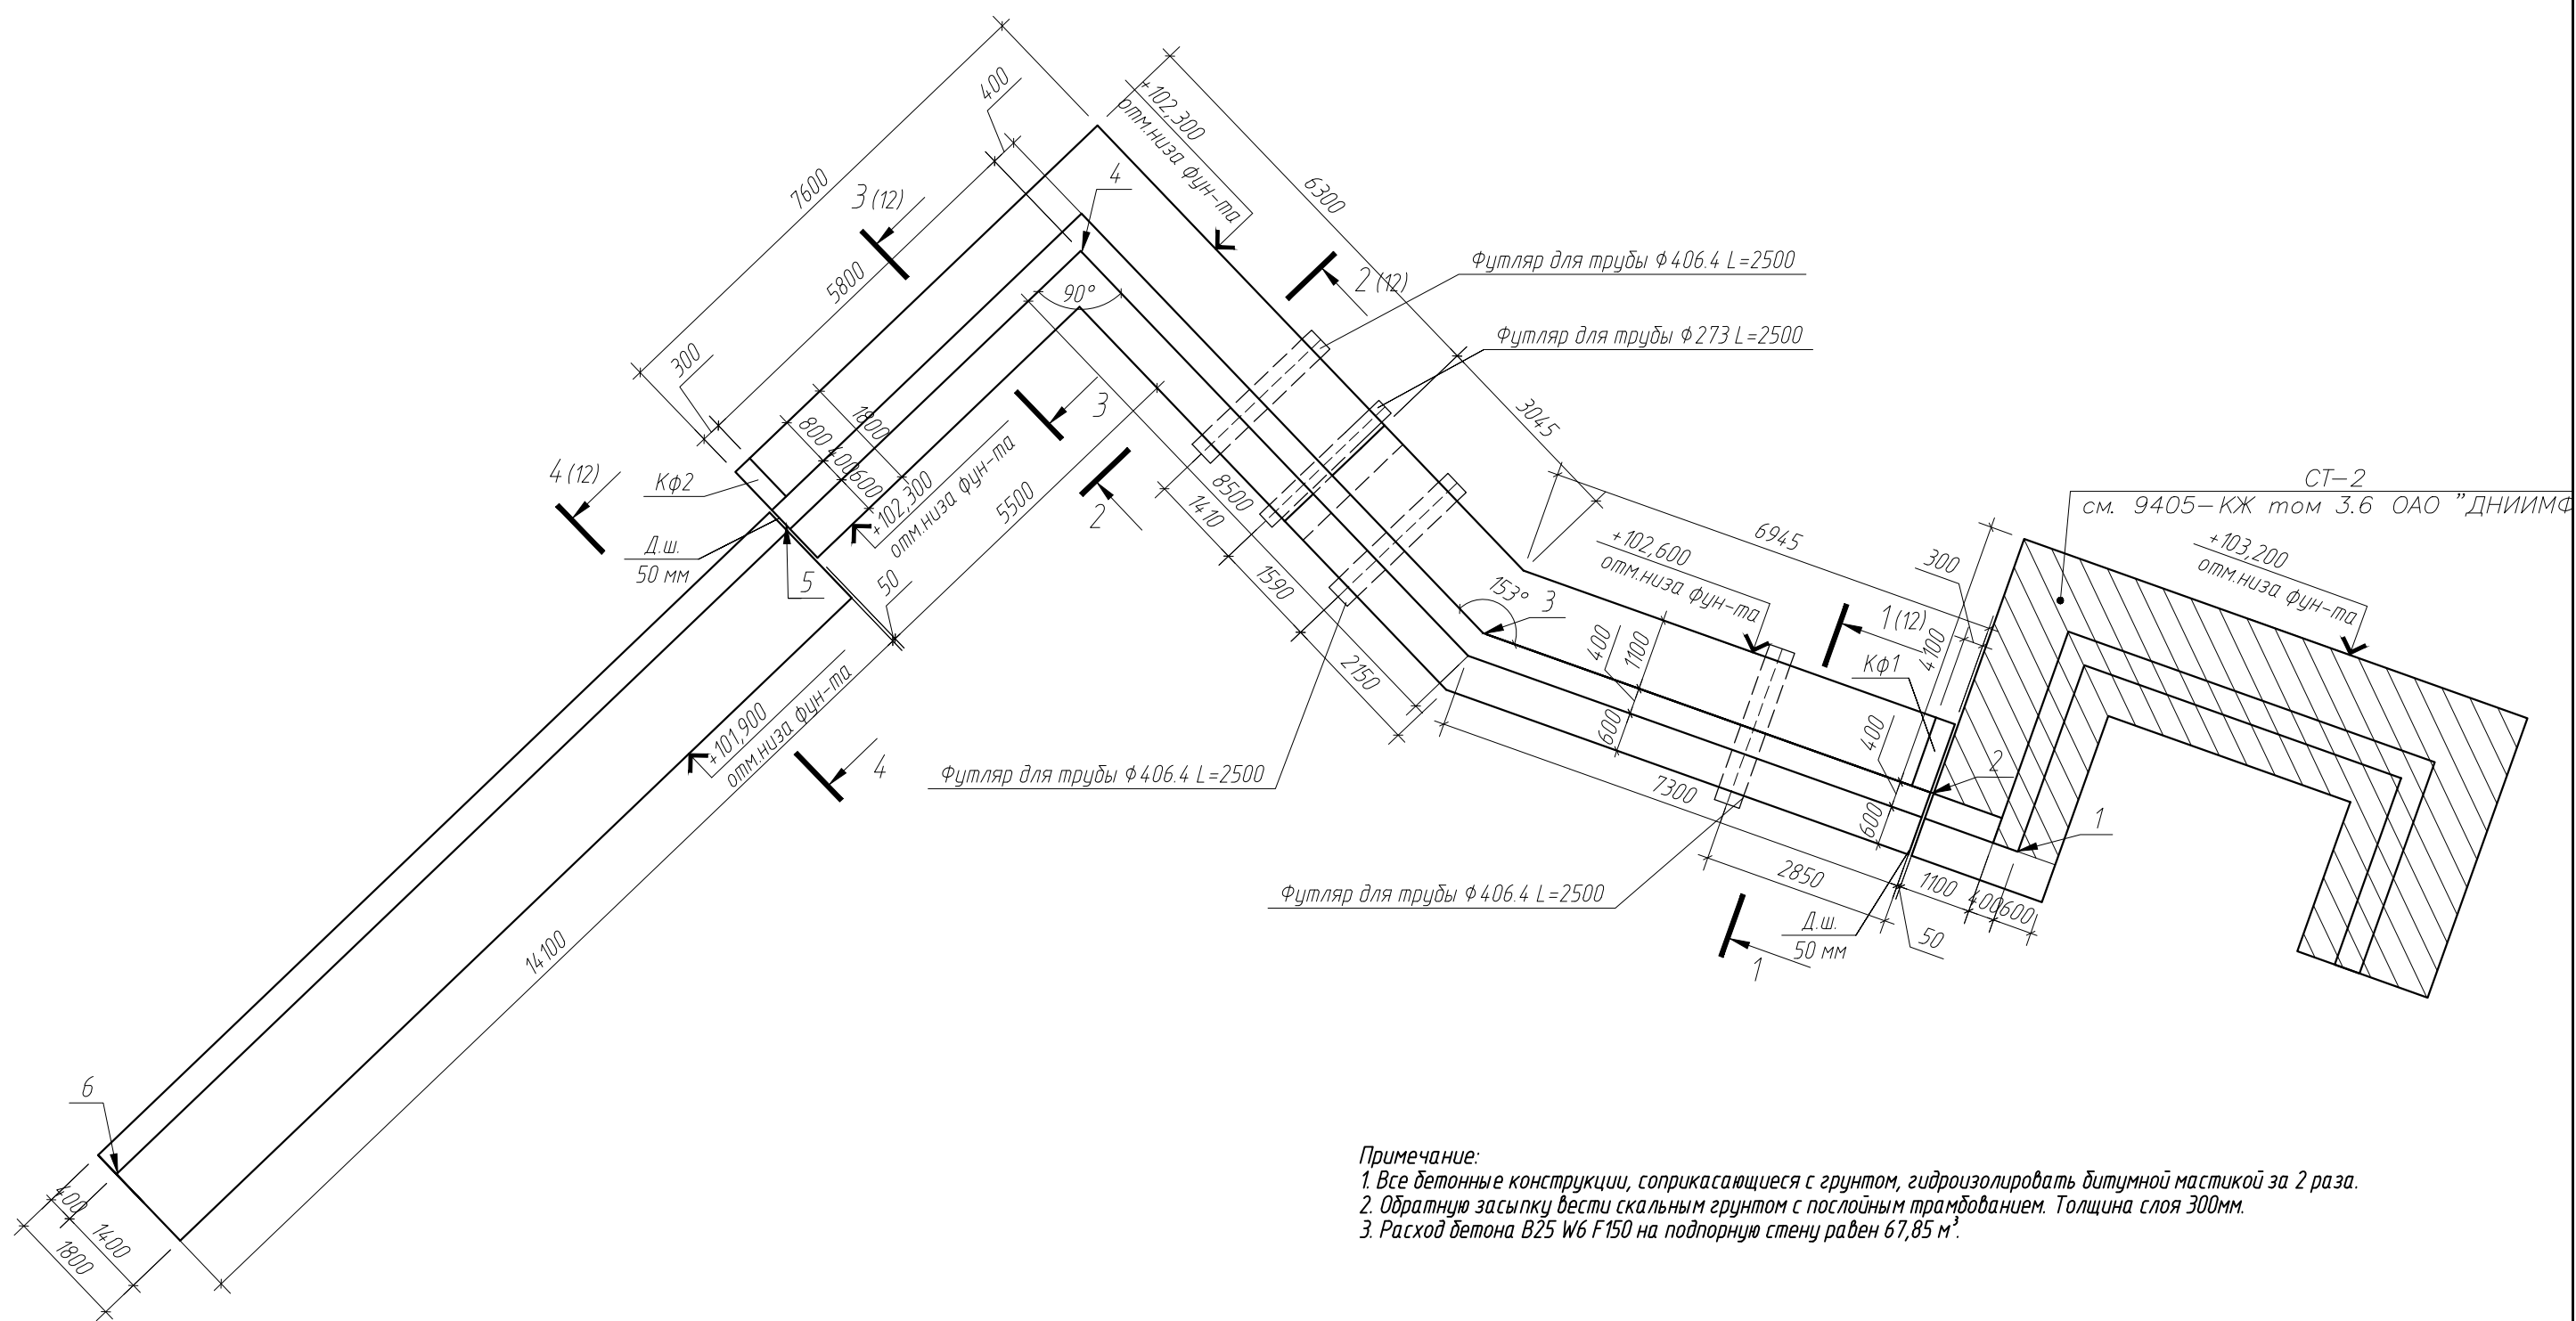 7600
400
+102,300
отм.низа фун-та
6300
3 (12)
4
5800
90°
2 (12)
Футляр для трубы Ф406.4 L=2500
Футляр для трубы Ф273 L=2500
300
3045
1800
800
400
600
3
+102,300
отм.низа фун-та
4 (12)
Кф2
5500
2
8500
1410
1590
2150
Д.ш.
50 мм
5
50
СТ-2
см. 9405-КЖ том 3.6 ОАО "ДНИИМФ
6945
300
+102,600
отм.низа фун-та
+103,200
отм.низа фун-та
153°
3
1 (12)
4100
400
1100
600
Кф1
+101,900
отм.низа фун-та
4
Футляр для трубы Ф406.4 L=2500
400
2
7300
600
1
2850
1100
400
600
Футляр для трубы Ф406.4 L=2500
Д.ш.
50 мм
50
1
14100
6
400
1400
1800
Примечание:
1. Все бетонные конструкции, соприкасающиеся с грунтом, гидроизолировать битумной мастикой за 2 раза.
2. Обратную засыпку вести скальным грунтом с послойным трамбованием. Толщина слоя 300мм.
3. Расход бетона В25 W6 F150 на подпорную стену равен 67,85 м³.